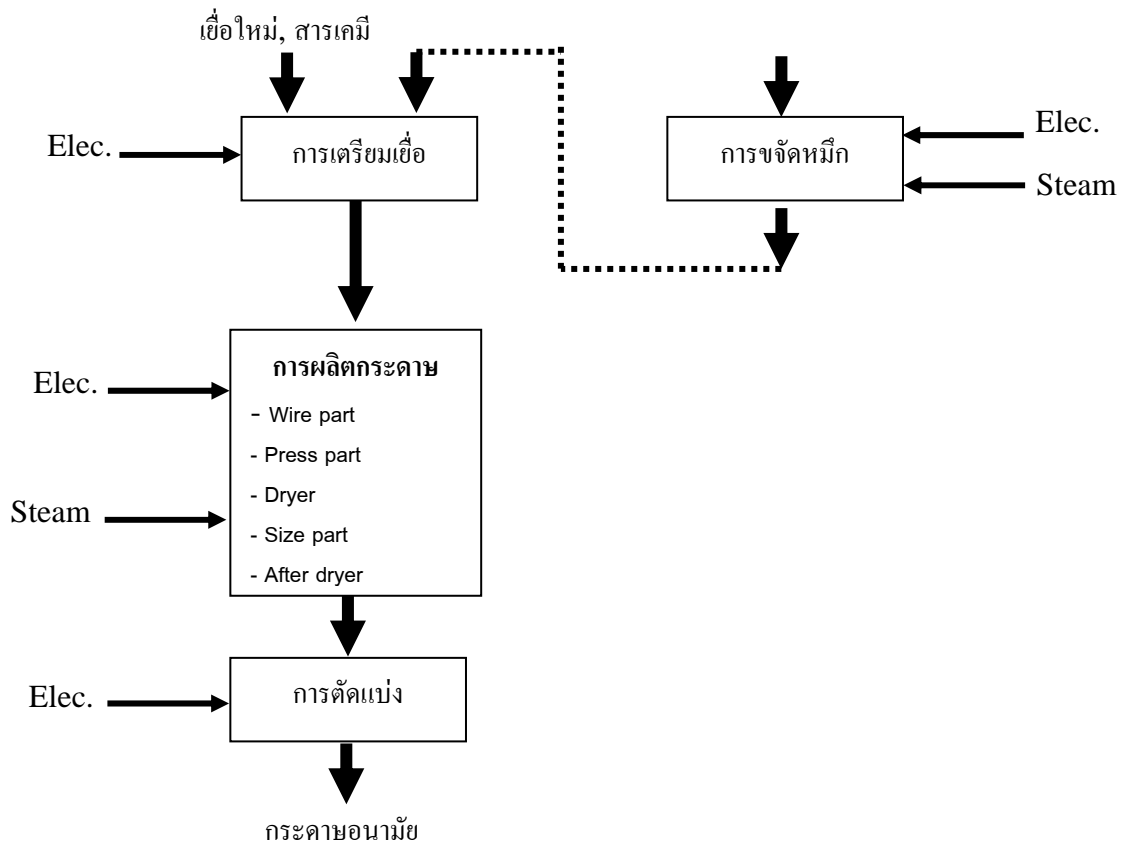 เยื่อใหม่, สารเคมี
Elec.
การเตรียมเยื่อ
การขจัดหมึก
Elec.
Steam
การผลิตกระดาษ
Elec.
- Wire part
- Press part
- Dryer
Steam
- Size part
- After dryer
Elec.
การตัดแบ่ง
กระดาษอนามัย